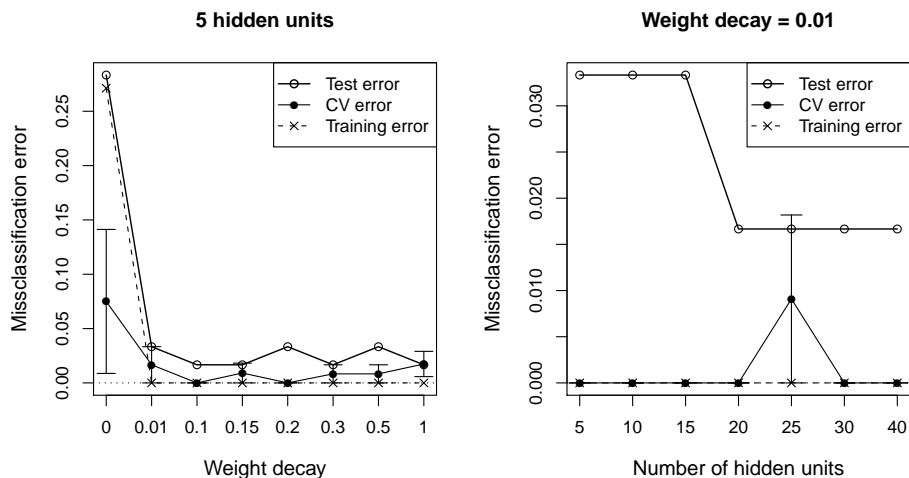 5 hidden units
Test error
CV error
Training error
Missclassification error
0.00 0.05 0.10 0.15 0.20 0.25
0 0.01 0.1 0.15 0.2 0.3 0.5 1
Weight decay
Weight decay = 0.01
Test error
CV error
Training error
Missclassification error
0.000 0.010 0.020 0.030
5 10 15 20 25 30 40
Number of hidden units